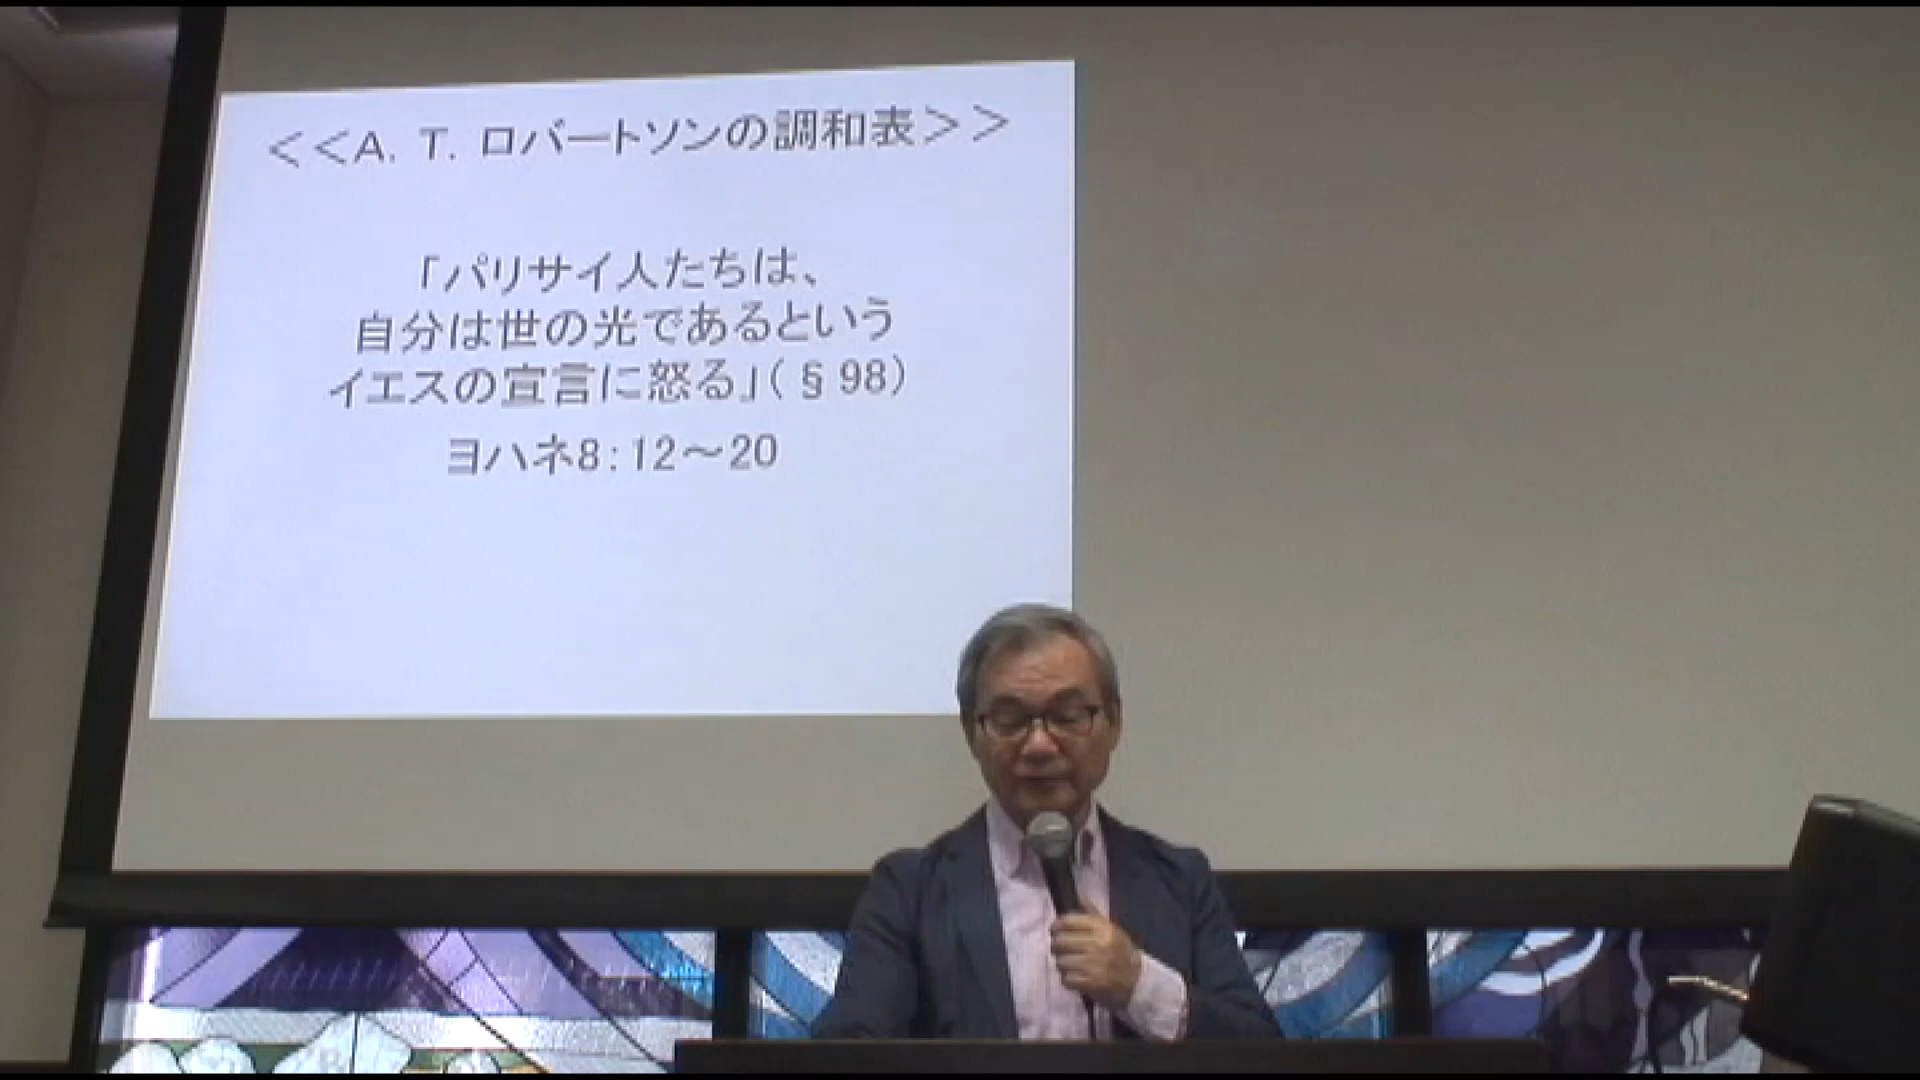 ＜＜A. T. ロバートソンの調和表＞＞
「パリサイ人たちは、
自分は世の光であるという
イエスの宣言に怒る」(§98)
ヨハネ8:12～20